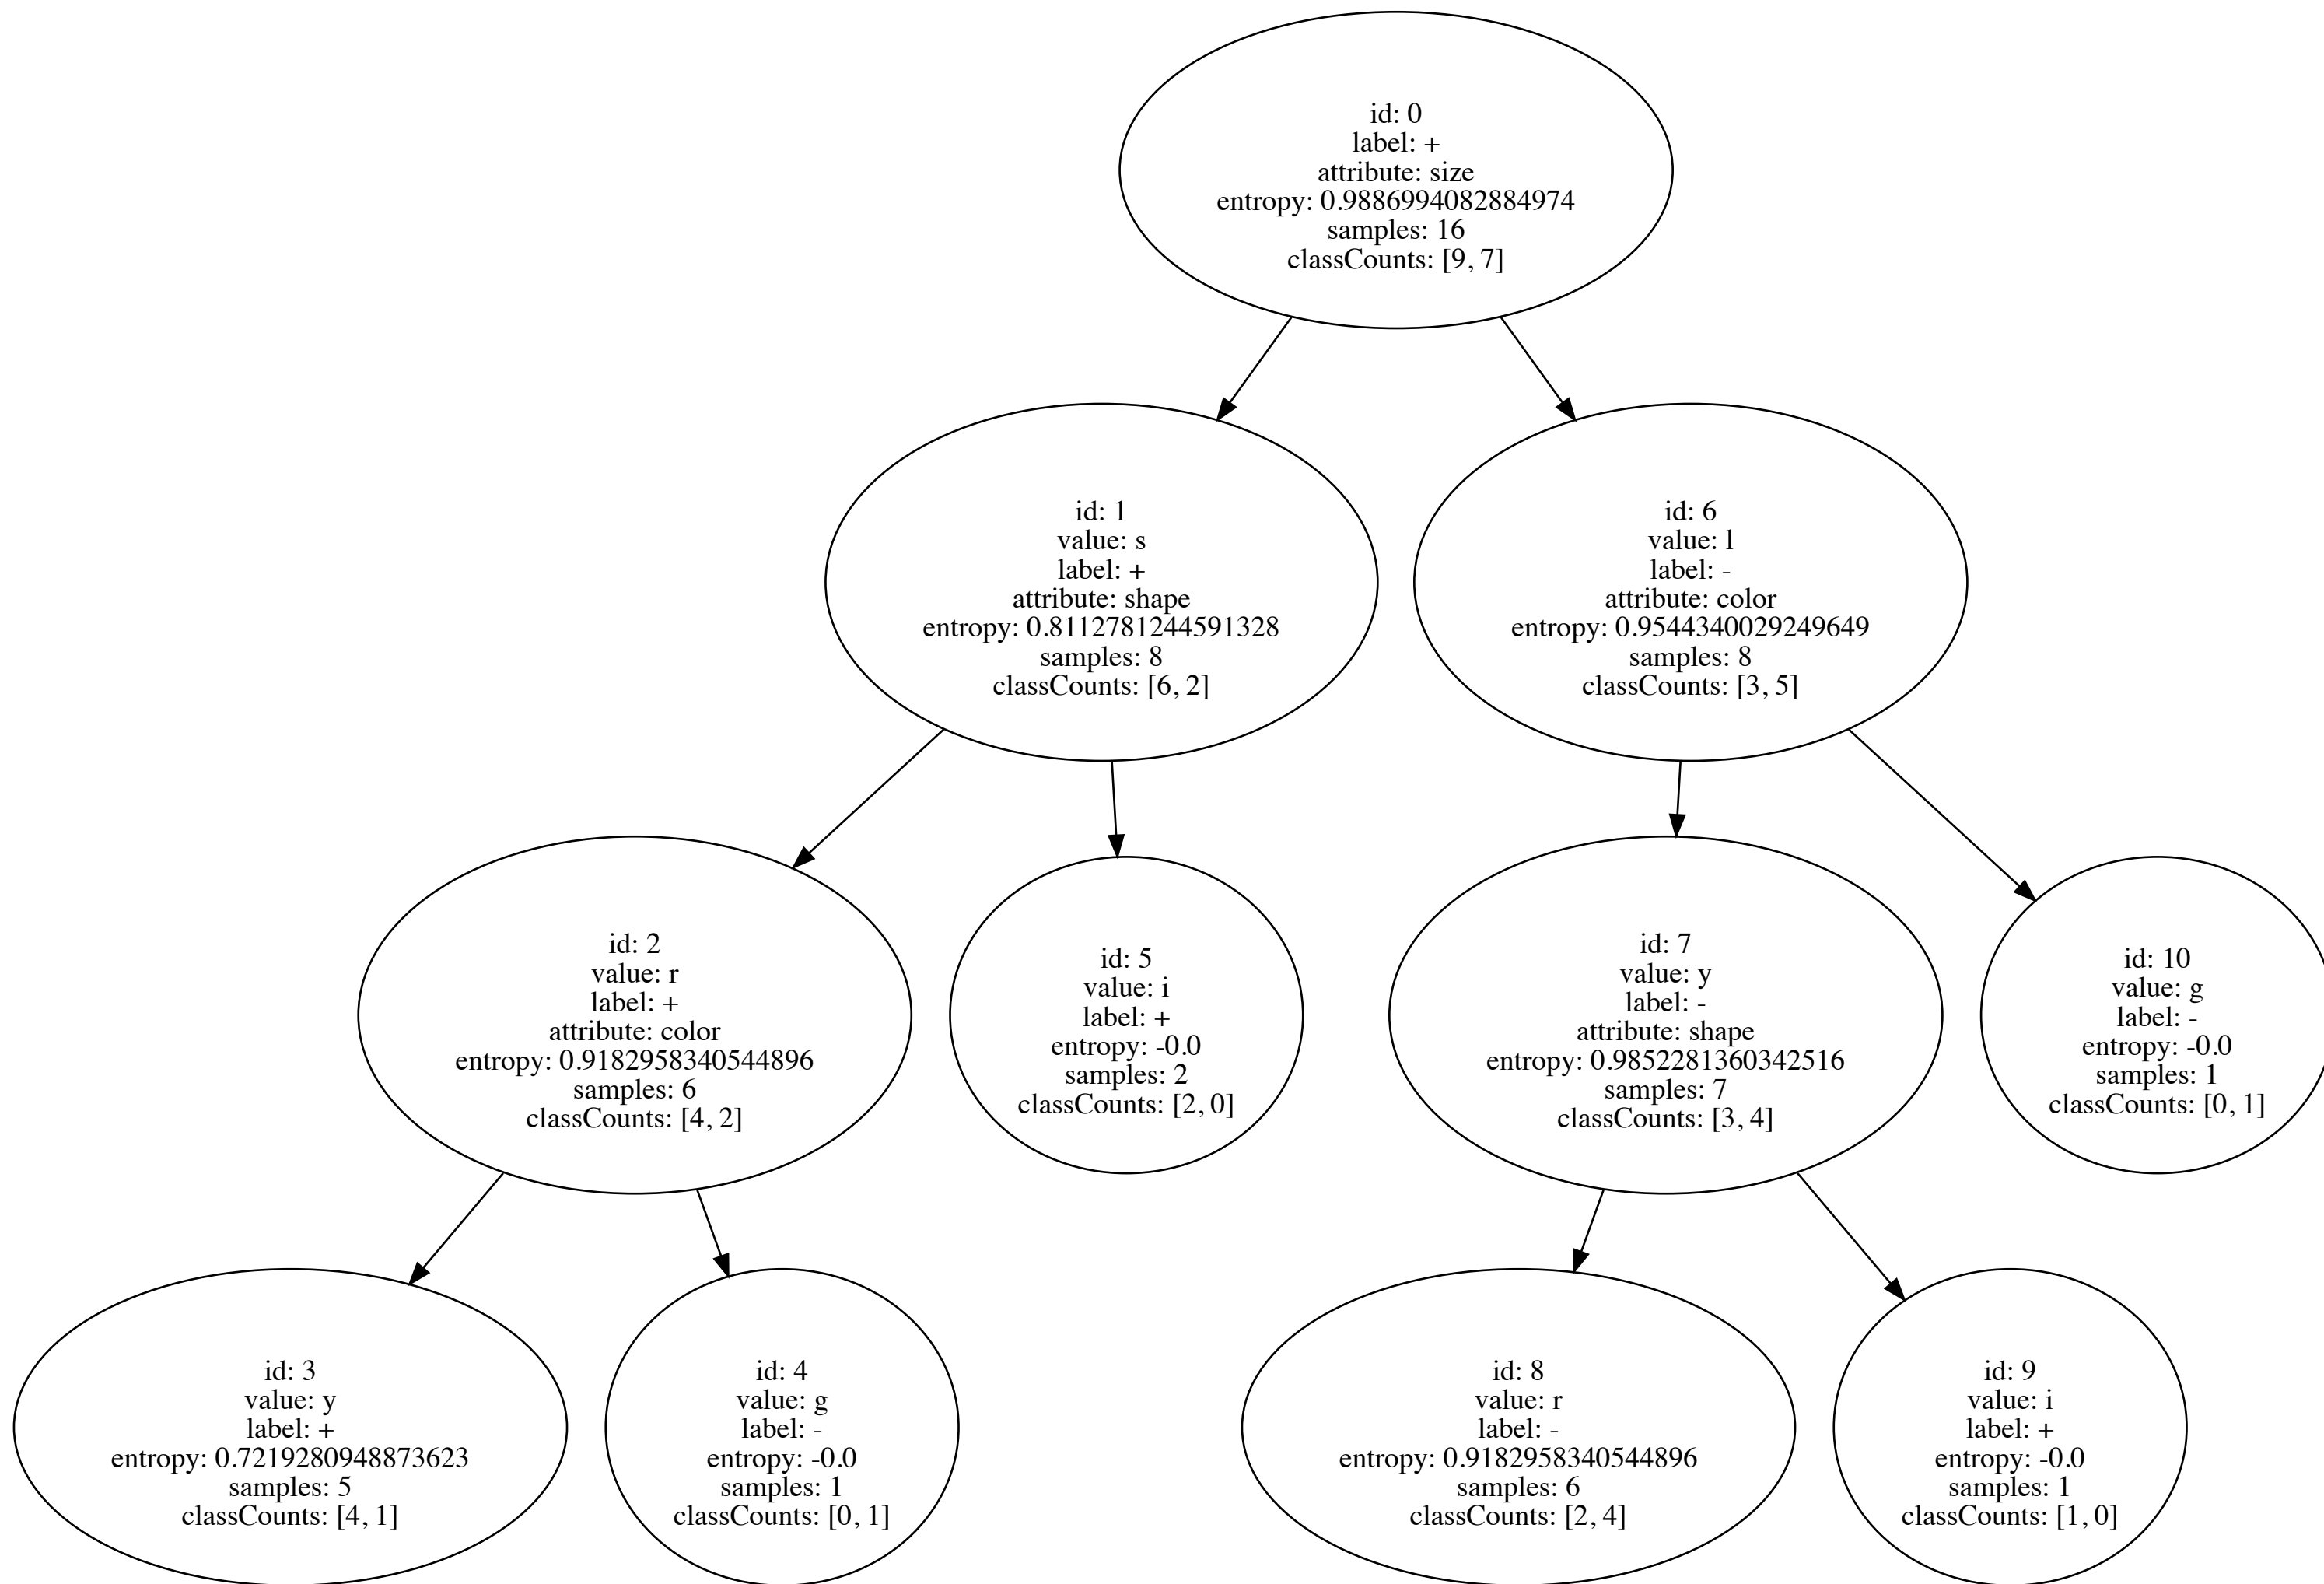 id: 0
label: +
attribute: size
entropy: 0.9886994082884974
samples: 16
classCounts: [9, 7]
id: 1
value: s
label: +
attribute: shape
entropy: 0.8112781244591328
samples: 8
classCounts: [6, 2]
id: 6
value: l
label: -
attribute: color
entropy: 0.9544340029249649
samples: 8
classCounts: [3, 5]
id: 2
value: r
label: +
attribute: color
entropy: 0.9182958340544896
samples: 6
classCounts: [4, 2]
id: 5
value: i
label: +
entropy: -0.0
samples: 2
classCounts: [2, 0]
id: 7
value: y
label: -
attribute: shape
entropy: 0.9852281360342516
samples: 7
classCounts: [3, 4]
id: 10
value: g
label: -
entropy: -0.0
samples: 1
classCounts: [0, 1]
id: 3
value: y
label: +
entropy: 0.7219280948873623
samples: 5
classCounts: [4, 1]
id: 4
value: g
label: -
entropy: -0.0
samples: 1
classCounts: [0, 1]
id: 8
value: r
label: -
entropy: 0.9182958340544896
samples: 6
classCounts: [2, 4]
id: 9
value: i
label: +
entropy: -0.0
samples: 1
classCounts: [1, 0]